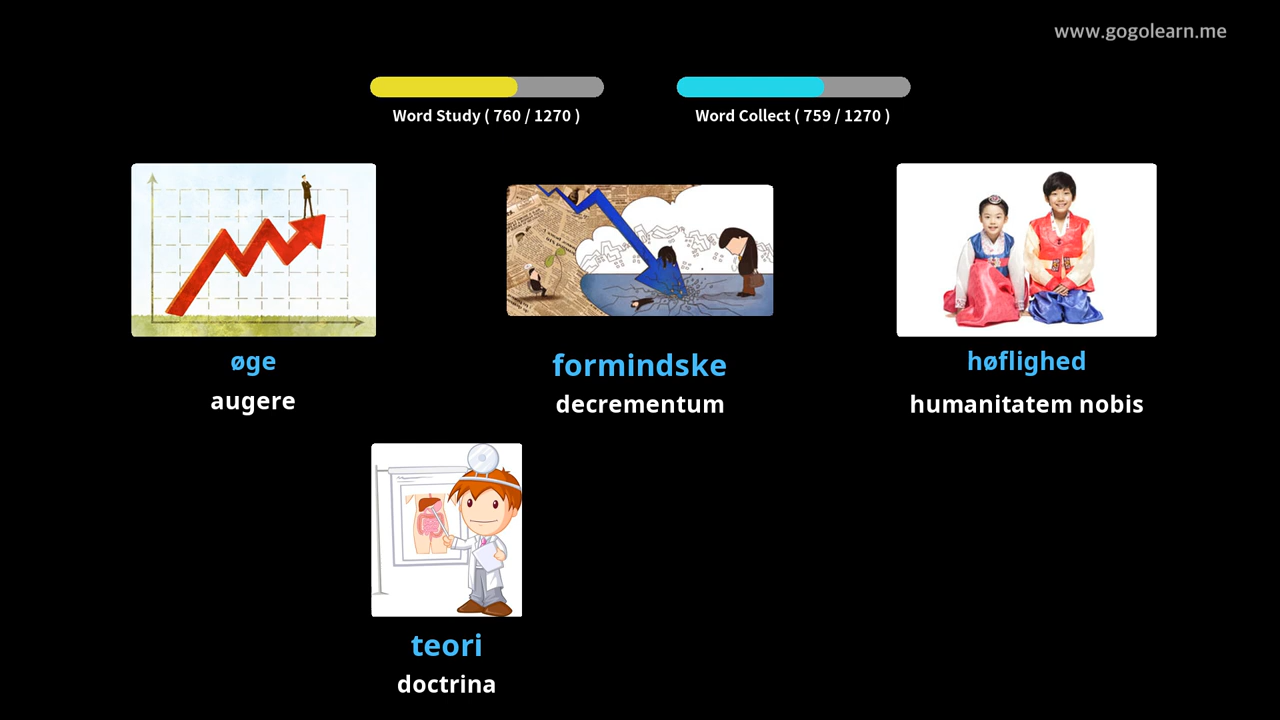 www.gogolearn.me
Word Study ( 760 / 1270 )
Word Collect ( 759 / 1270 )
øge
augere
formindske
decrementum
høflighed
humanitatem nobis
teori
doctrina